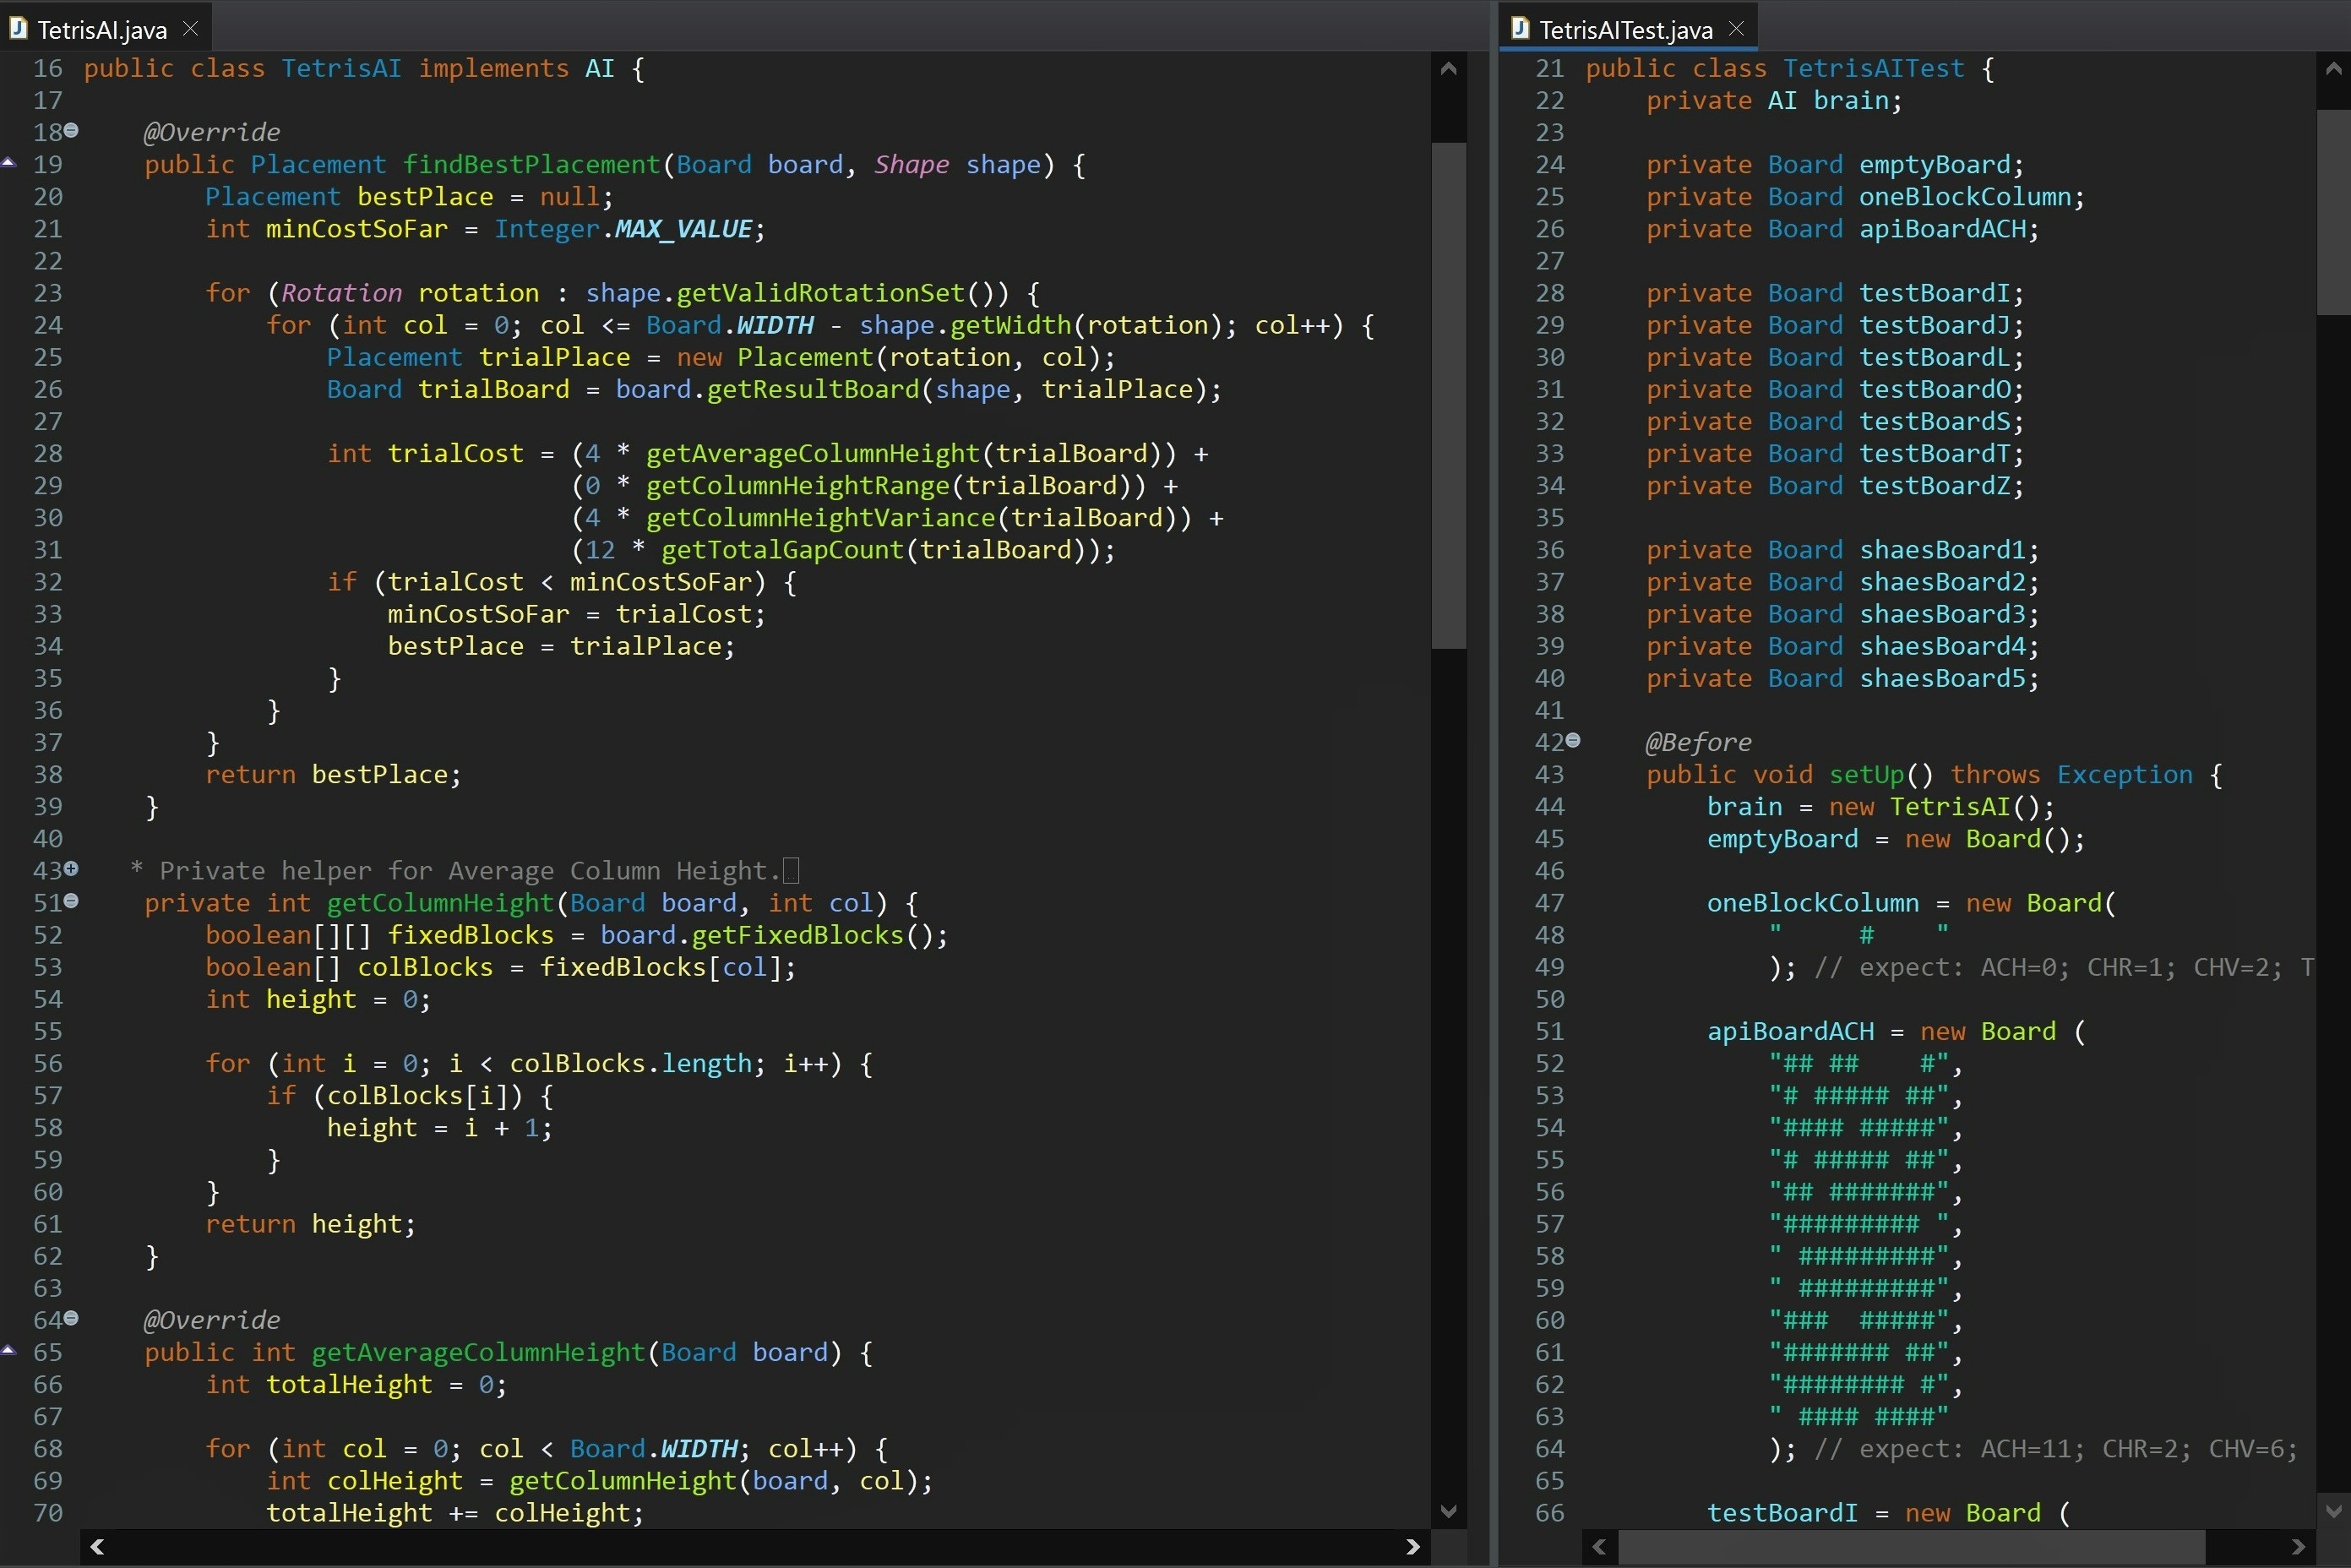 TetrisAI.java
16 public class TetrisAI implements AI {
17
18 @Override
19 public Placement findBestPlacement(Board board, Shape shape) {
20 Placement bestPlace = null;
21 int minCostSoFar = Integer.MAX_VALUE;
22
23 for (Rotation rotation : shape.getValidRotationSet()) {
24 for (int col = 0; col <= Board.WIDTH - shape.getWidth(rotation); col++) {
25 Placement trialPlace = new Placement(rotation, col);
26 Board trialBoard = board.getResultBoard(shape, trialPlace);
27
28 int trialCost = (4 * getAverageColumnHeight(trialBoard)) +
29 (0 * getColumnHeightRange(trialBoard)) +
30 (4 * getColumnHeightVariance(trialBoard)) +
31 (12 * getTotalGapCount(trialBoard));
32 if (trialCost < minCostSoFar) {
33 minCostSoFar = trialCost;
34 bestPlace = trialPlace;
35 }
36 }
37 }
38 return bestPlace;
39 }
40
43 * Private helper for Average Column Height.
51 private int getColumnHeight(Board board, int col) {
52 boolean[][] fixedBlocks = board.getFixedBlocks();
53 boolean[] colBlocks = fixedBlocks[col];
54 int height = 0;
55
56 for (int i = 0; i < colBlocks.length; i++) {
57 if (colBlocks[i]) {
58 height = i + 1;
59 }
60 }
61 return height;
62 }
63
64 @Override
65 public int getAverageColumnHeight(Board board) {
66 int totalHeight = 0;
67
68 for (int col = 0; col < Board.WIDTH; col++) {
69 int colHeight = getColumnHeight(board, col);
70 totalHeight += colHeight;
TetrisAITest.java
21 public class TetrisAITest {
22 private AI brain;
23
24 private Board emptyBoard;
25 private Board oneBlockColumn;
26 private Board apiBoardACH;
27
28 private Board testBoardI;
29 private Board testBoardJ;
30 private Board testBoardL;
31 private Board testBoardO;
32 private Board testBoardS;
33 private Board testBoardT;
34 private Board testBoardZ;
35
36 private Board shaesBoard1;
37 private Board shaesBoard2;
38 private Board shaesBoard3;
39 private Board shaesBoard4;
40 private Board shaesBoard5;
41
42 @Before
43 public void setUp() throws Exception {
44 brain = new TetrisAI();
45 emptyBoard = new Board();
46
47 oneBlockColumn = new Board(
48 "     #    "
49 ); // expect: ACH=0; CHR=1; CHV=2; T
50
51 apiBoardACH = new Board (
52 "## ##    #",
53 "# ##### ##",
54 "#### #####",
55 "# ##### ##",
56 "## #######",
57 "######### ",
58 " #########",
59 " #########",
60 "###  #####",
61 "####### ##",
62 "######## #",
63 " #### ####"
64 ); // expect: ACH=11; CHR=2; CHV=6;
65
66 testBoardI = new Board (